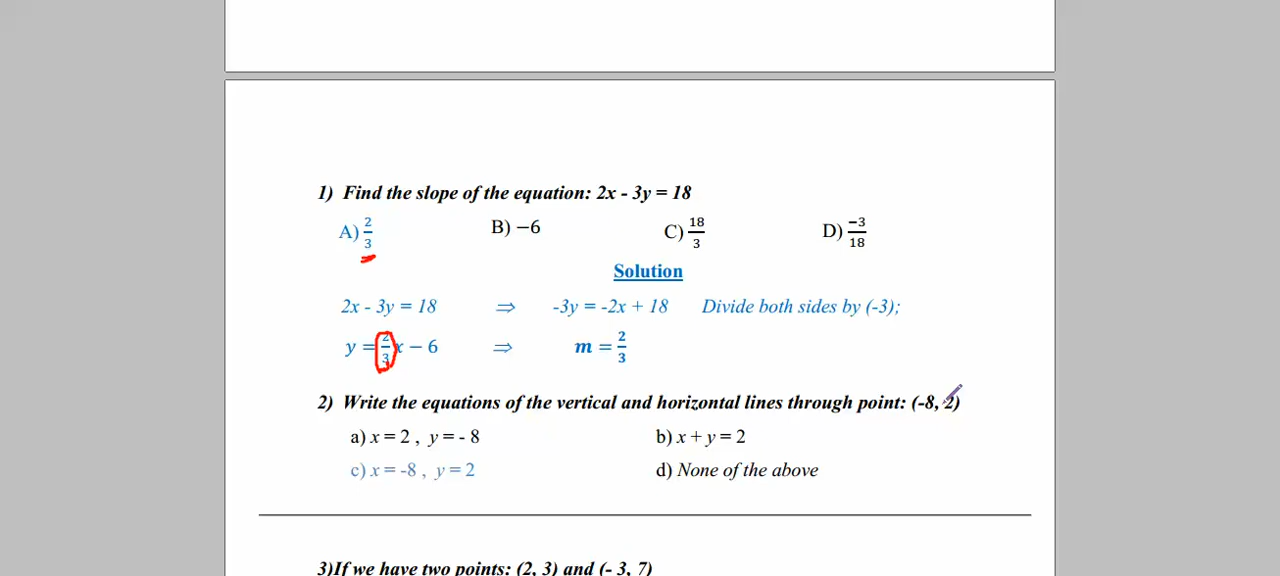 1) Find the slope of the equation: 2x - 3y = 18
A) 2/3 B) −6 C) 18/3 D) −3/18
Solution
2x - 3y = 18 ⇒ -3y = -2x + 18 Divide both sides by (-3);
y = 2/3 x − 6 ⇒ m = 2/3
2) Write the equations of the vertical and horizontal lines through point: (-8, 2)
a) x = 2 , y = - 8 b) x + y = 2
c) x = -8 , y = 2 d) None of the above
3)If we have two points: (2, 3) and (- 3, 7)